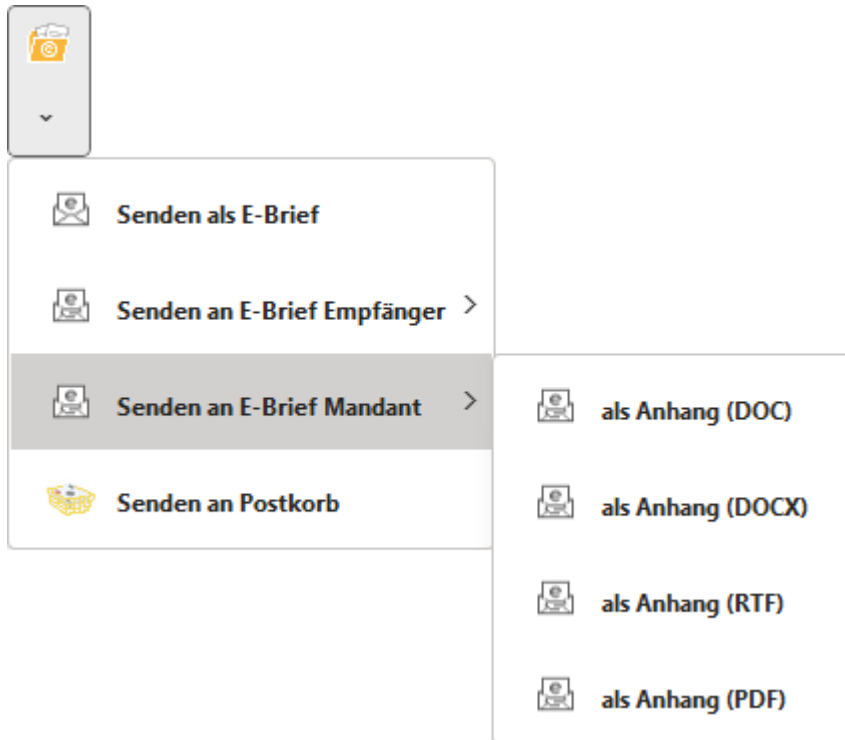 Senden als E-Brief
Senden an E-Brief Empfänger
Senden an E-Brief Mandant
als Anhang (DOC)
als Anhang (DOCX)
als Anhang (RTF)
als Anhang (PDF)
Senden an Postkorb